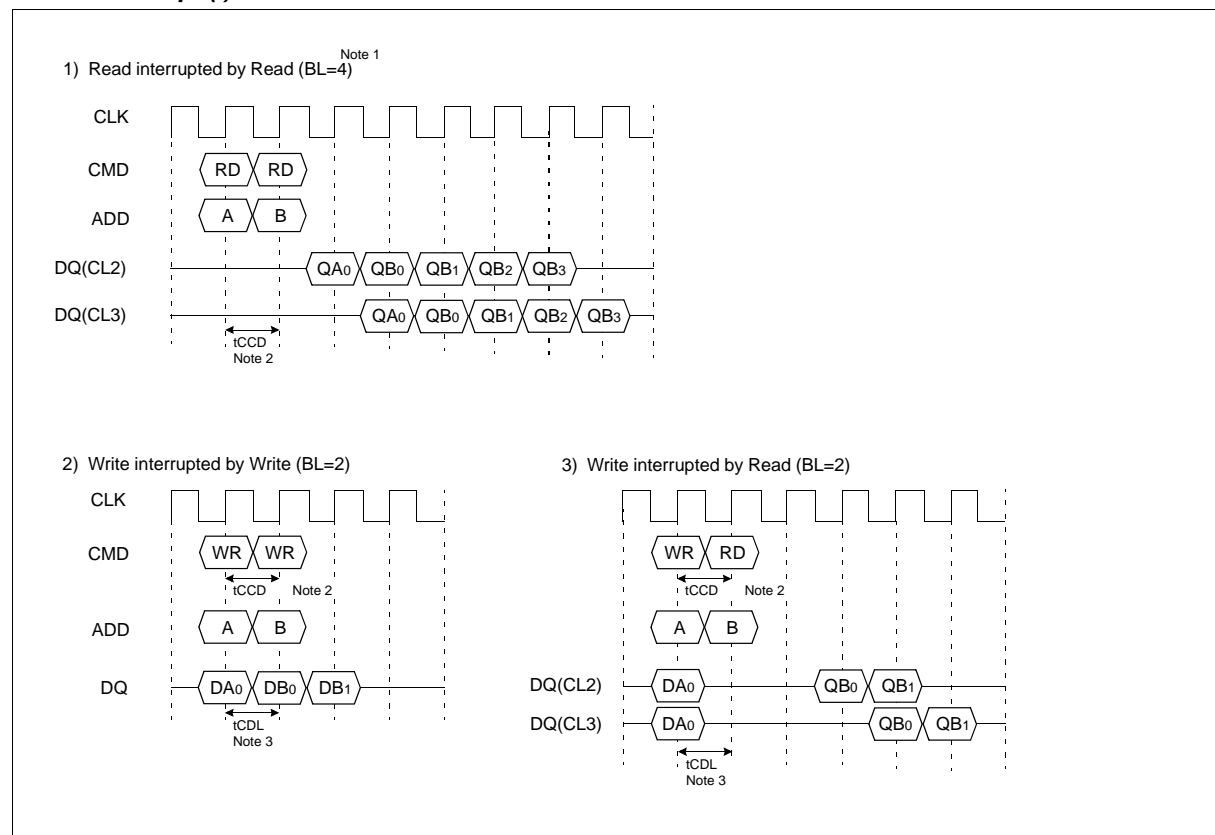 1) Read interrupted by Read (BL=4) Note 1
CLK
CMD RD RD
ADD A B
DQ(CL2) QA0 QB0 QB1 QB2 QB3
DQ(CL3) QA0 QB0 QB1 QB2 QB3
tCCD
Note 2
2) Write interrupted by Write (BL=2)
CLK
CMD WR WR
tCCD Note 2
ADD A B
DQ DA0 DB0 DB1
tCDL
Note 3
3) Write interrupted by Read (BL=2)
WR RD
tCCD Note 2
A B
DQ(CL2) DA0 QB0 QB1
DQ(CL3) DA0 QB0 QB1
tCDL
Note 3